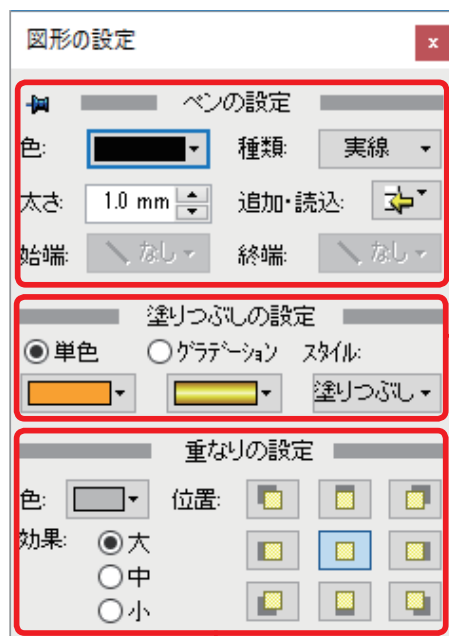 図形の設定
x
ペンの設定
色: 種類: 実線
太さ: 1.0 mm 追加・読込:
始端: なし 終端: なし
塗りつぶしの設定
単色 グラデーション スタイル:
塗りつぶし
重なりの設定
色: 位置:
効果: 大
中
小